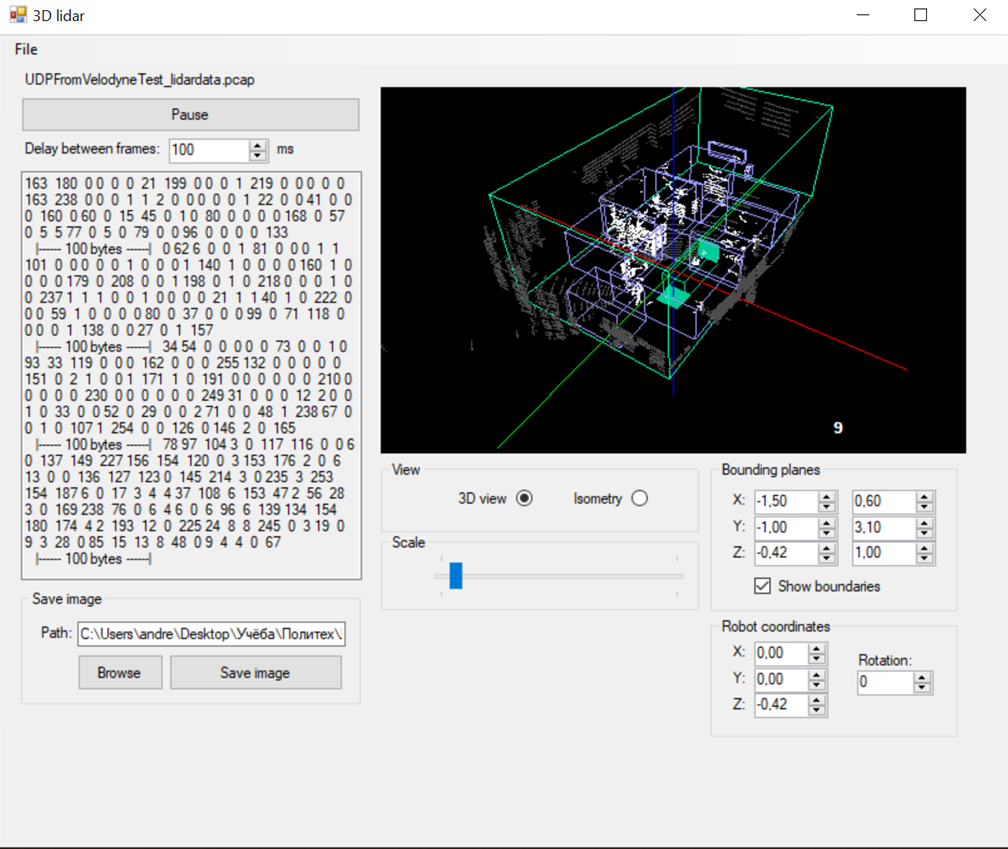 3D lidar
File
UDPFromVelodyneTest_lidardata.pcap
Pause
Delay between frames: 100 ms
163 180 0 0 0 0 21 199 0 0 0 1 219 0 0 0 0 0
163 238 0 0 0 1 1 2 0 0 0 0 0 1 22 0 0 41 0 0
0 160 0 60 0 15 45 0 1 0 80 0 0 0 0 168 0 57
0 5 5 77 0 5 0 79 0 0 96 0 0 0 0 133
|----- 100 bytes -----| 0 62 6 0 0 1 81 0 0 0 1 1
101 0 0 0 0 0 1 0 0 0 1 140 1 0 0 0 0 160 1 0
0 0 0 179 0 208 0 0 1 198 0 1 0 218 0 0 0 1 0
0 237 1 1 1 0 0 1 0 0 0 0 21 1 1 40 1 0 222 0
0 0 59 1 0 0 0 0 80 0 37 0 0 0 99 0 71 118 0
0 0 0 1 138 0 0 27 0 1 157
|----- 100 bytes -----| 34 54 0 0 0 0 0 73 0 0 1 0
93 33 119 0 0 0 162 0 0 0 255 132 0 0 0 0 0
151 0 2 1 0 0 1 171 1 0 191 0 0 0 0 0 0 210 0
0 0 0 0 230 0 0 0 0 0 0 249 31 0 0 0 12 2 0 0
1 0 33 0 0 52 0 29 0 0 2 71 0 0 48 1 238 67 0
0 1 0 107 1 254 0 0 126 0 146 2 0 165
|----- 100 bytes -----| 78 97 104 3 0 117 116 0 0 6
0 137 149 227 156 154 120 0 3 153 176 2 0 6
13 0 0 136 127 123 0 145 214 3 0 235 3 253
154 187 6 0 17 3 4 4 37 108 6 153 47 2 56 28
3 0 169 238 76 0 6 4 6 0 6 96 6 139 134 154
180 174 4 2 193 12 0 225 24 8 8 245 0 3 19 0
9 3 28 0 85 15 13 8 48 0 9 4 4 0 67
|----- 100 bytes -----|
Save image
Path: C:\Users\andre\Desktop\Учёба\Политех\
Browse
Save image
9
View
3D view
Isometry
Scale
Bounding planes
X: -1,50 0,60
Y: -1,00 3,10
Z: -0,42 1,00
Show boundaries
Robot coordinates
X: 0,00
Y: 0,00
Z: -0,42
Rotation:
0